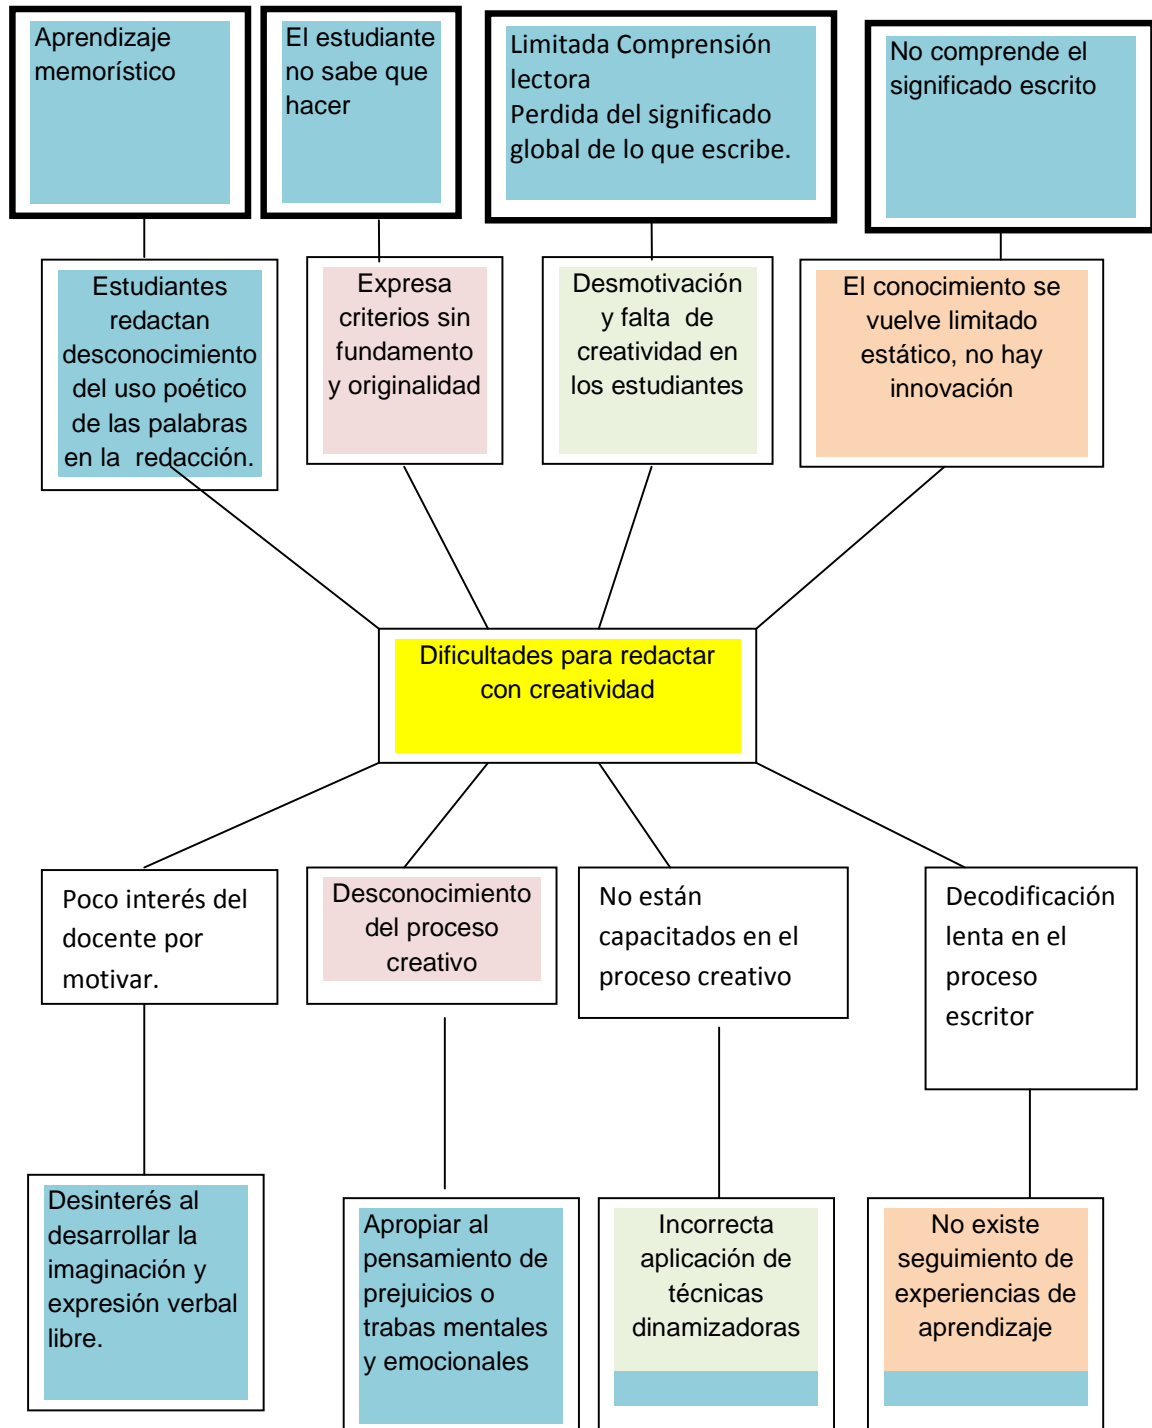 Aprendizaje
memorístico
El estudiante
no sabe que
hacer
Limitada Comprensión
lectora
Perdida del significado
global de lo que escribe.
No comprende el
significado escrito
Estudiantes
redactan
desconocimiento
del uso poético
de las palabras
en la  redacción.
Expresa
criterios sin
fundamento
y originalidad
Desmotivación
y falta  de
creatividad en
los estudiantes
El conocimiento se
vuelve limitado
estático, no hay
innovación
Dificultades para redactar
con creatividad
Poco interés del
docente por
motivar.
Desconocimiento
del proceso
creativo
No están
capacitados en el
proceso creativo
Decodificación
lenta en el
proceso
escritor
Desinterés al
desarrollar la
imaginación y
expresión verbal
libre.
Apropiar al
pensamiento de
prejuicios o
trabas mentales
y emocionales
Incorrecta
aplicación de
técnicas
dinamizadoras
No existe
seguimiento de
experiencias de
aprendizaje